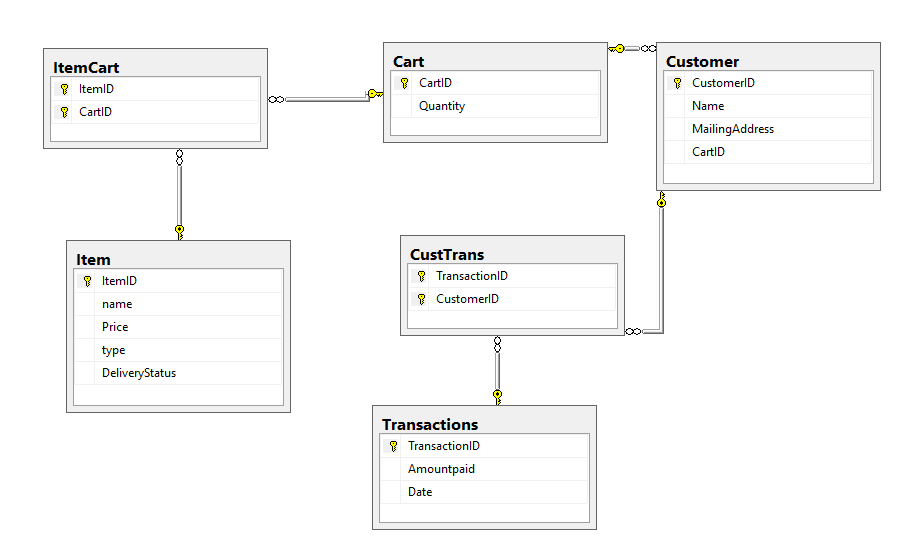 ItemCart
ItemID
CartID
Cart
CartID
Quantity
Customer
CustomerID
Name
MailingAddress
CartID
Item
ItemID
name
Price
type
DeliveryStatus
CustTrans
TransactionID
CustomerID
Transactions
TransactionID
Amountpaid
Date